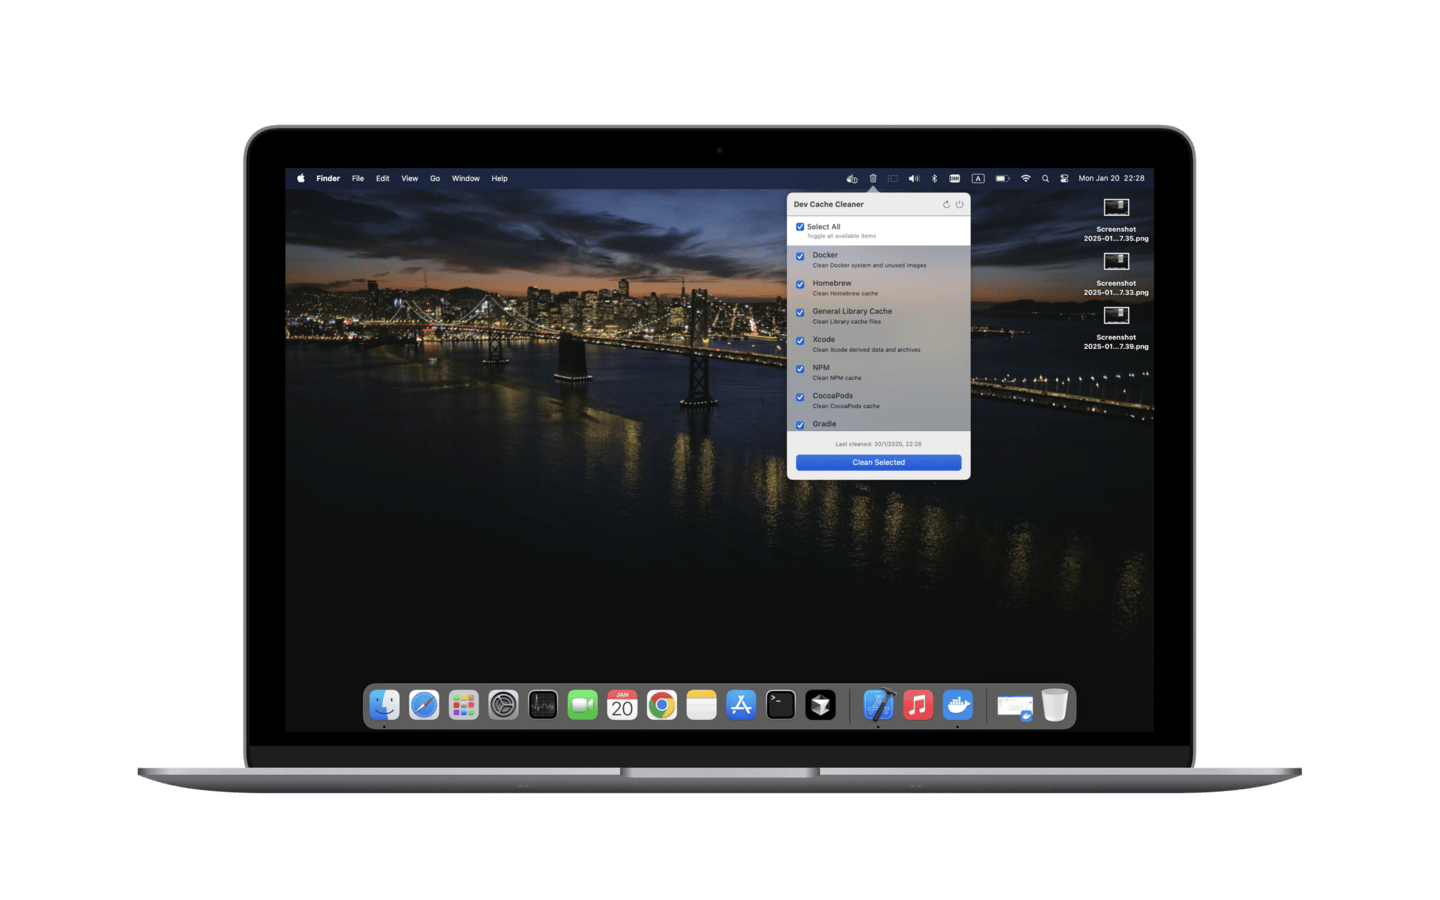 Finder File Edit View Go Window Help
A
Mon Jan 20 22:28
Dev Cache Cleaner
Select All
Toggle all available items
Docker
Clean Docker system and unused images
Homebrew
Clean Homebrew cache
General Library Cache
Clean Library cache files
Xcode
Clean Xcode derived data and archives
NPM
Clean NPM cache
CocoaPods
Clean CocoaPods cache
Gradle
Last cleaned: 20/1/2025, 22:28
Clean Selected
Screenshot
2025-01...7.35.png
Screenshot
2025-01...7.33.png
Screenshot
2025-01...7.39.png
JAN
20